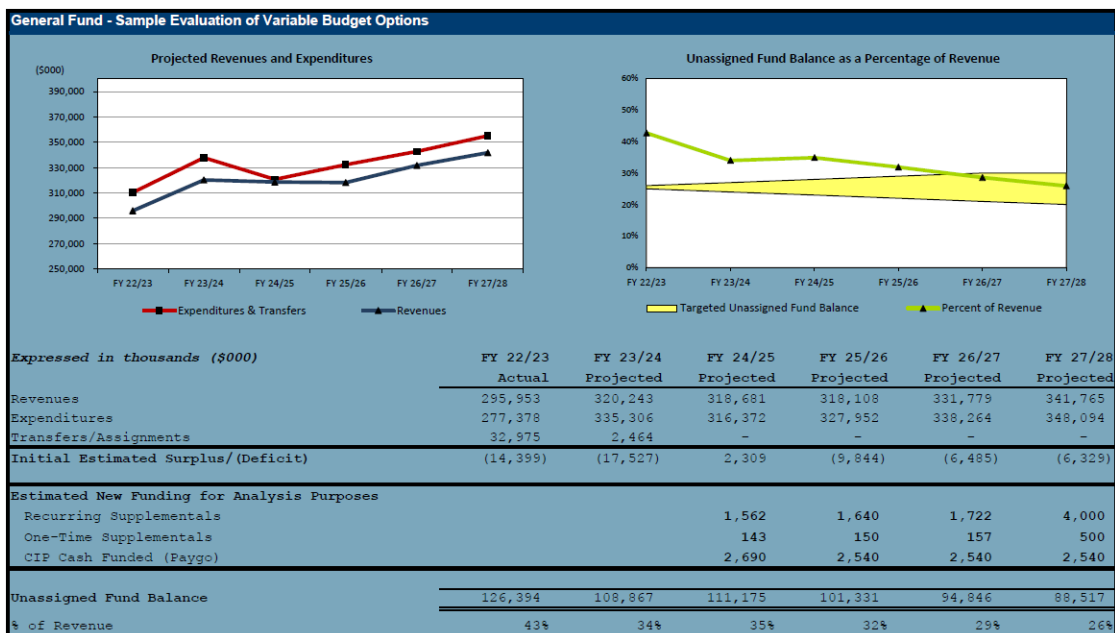 General Fund - Sample Evaluation of Variable Budget Options
Projected Revenues and Expenditures
($000)
390,000
370,000
350,000
330,000
310,000
290,000
270,000
250,000
FY 22/23 FY 23/24 FY 24/25 FY 25/26 FY 26/27 FY 27/28
Expenditures & Transfers Revenues
Unassigned Fund Balance as a Percentage of Revenue
60%
50%
40%
30%
20%
10%
0%
FY 22/23 FY 23/24 FY 24/25 FY 25/26 FY 26/27 FY 27/28
Targeted Unassigned Fund Balance Percent of Revenue
Expressed in thousands ($000) FY 22/23 FY 23/24 FY 24/25 FY 25/26 FY 26/27 FY 27/28
Actual Projected Projected Projected Projected Projected
Revenues 295,953 320,243 318,681 318,108 331,779 341,765
Expenditures 277,378 335,306 316,372 327,952 338,264 348,094
Transfers/Assignments 32,975 2,464 - - - -
Initial Estimated Surplus/(Deficit) (14,399) (17,527) 2,309 (9,844) (6,485) (6,329)
Estimated New Funding for Analysis Purposes
Recurring Supplementals 1,562 1,640 1,722 4,000
One-Time Supplementals 143 150 157 500
CIP Cash Funded (Paygo) 2,690 2,540 2,540 2,540
Unassigned Fund Balance 126,394 108,867 111,175 101,331 94,846 88,517
% of Revenue 43% 34% 35% 32% 29% 26%